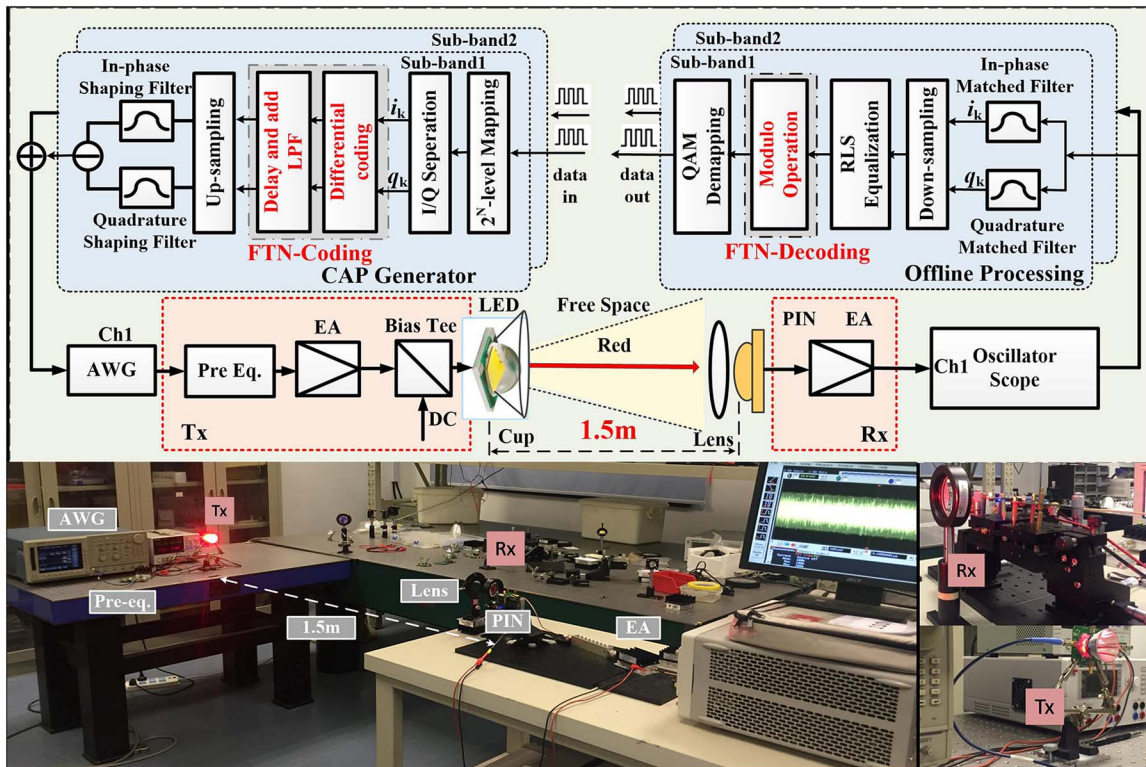 Sub-band2
Sub-band1
In-phase
Shaping Filter
Quadrature
Shaping Filter
Up-sampling
Delay and add
LPF
Differential
coding
FTN-Coding
i_k
q_k
I/Q Seperation
2^N-level Mapping
CAP Generator
data
in
data
out
Sub-band2
Sub-band1
QAM
Demapping
Modulo
Operation
FTN-Decoding
RLS
Equalization
Down-sampling
i_k
q_k
In-phase
Matched Filter
Quadrature
Matched Filter
Offline Processing
Ch1
AWG
Pre Eq.
EA
Bias Tee
DC
Tx
LED
Cup
Free Space
Red
1.5m
Lens
PIN
EA
Rx
Ch1
Oscillator
Scope
AWG
Tx
Pre-eq.
1.5m
Lens
Rx
PIN
EA
Rx
Tx